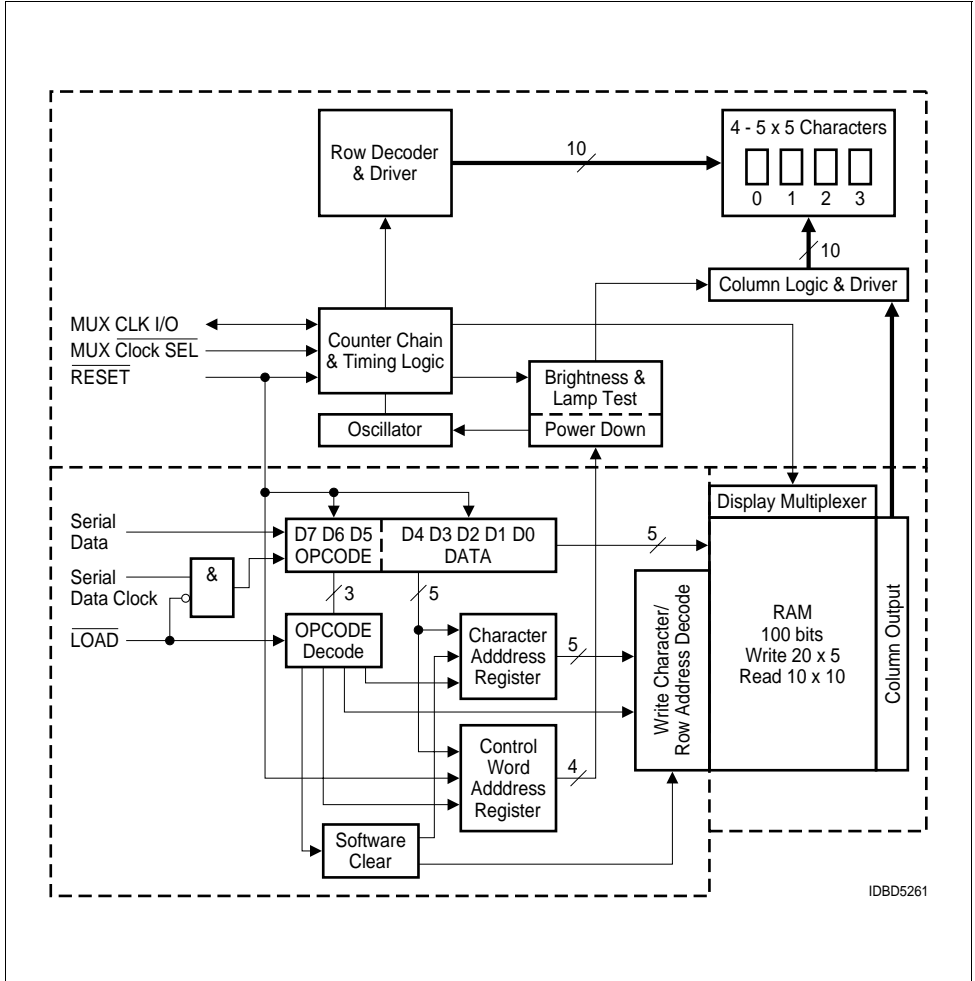 Row Decoder
& Driver
10
4 - 5 x 5 Characters
0 1 2 3
10
Column Logic & Driver
MUX CLK I/O
MUX Clock SEL
RESET
Counter Chain
& Timing Logic
Oscillator
Brightness &
Lamp Test
Power Down
Display Multiplexer
Serial
Data
Serial
Data Clock
LOAD
&
D7 D6 D5
OPCODE
D4 D3 D2 D1 D0
DATA
5
3
5
OPCODE
Decode
Character
Adddress
Register
5
Control
Word
Adddress
Register
4
Software
Clear
Write Character/
Row Address Decode
RAM
100 bits
Write 20 x 5
Read 10 x 10
Column Output
IDBD5261